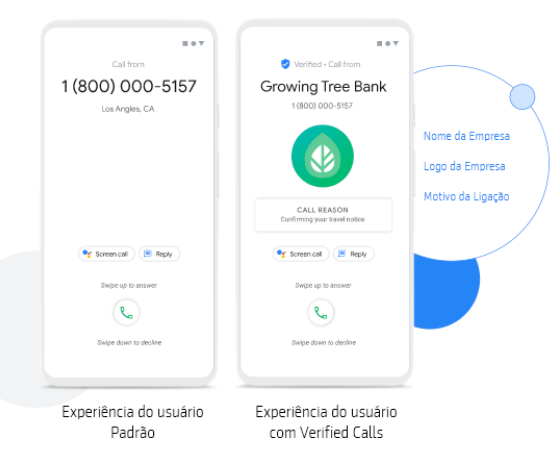 Call from
1 (800) 000-5157
Los Angles, CA
Screen call
Reply
Swipe up to answer
Swipe down to decline
Experiência do usuário
Padrão
Verified • Call from
Growing Tree Bank
1(800) 000-5157
CALL REASON
Confirming your travel notice
Screen call
Reply
Swipe up to answer
Swipe down to decline
Experiência do usuário
com Verified Calls
Nome da Empresa
Logo da Empresa
Motivo da Ligação